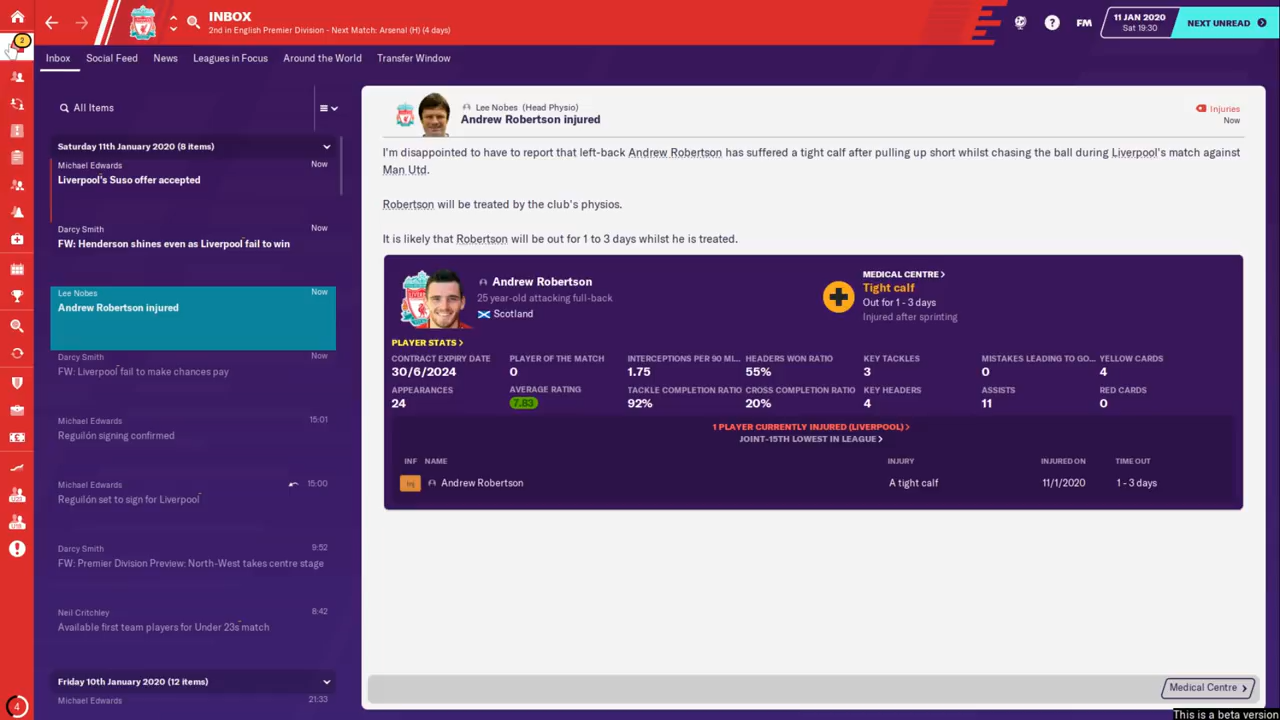 INBOX
2nd in English Premier Division - Next Match: Arsenal (H) (4 days)
FM
11 JAN 2020
Sat 19:30
NEXT UNREAD
2
Inbox
Social Feed
News
Leagues in Focus
Around the World
Transfer Window
All Items
Saturday 11th January 2020 (8 items)
Michael Edwards
Now
Liverpool's Suso offer accepted
Darcy Smith
Now
FW: Henderson shines even as Liverpool fail to win
Lee Nobes
Now
Andrew Robertson injured
Darcy Smith
Now
FW: Liverpool fail to make chances pay
Michael Edwards
15:01
Reguilón signing confirmed
Michael Edwards
15:00
Reguilón set to sign for Liverpool
Darcy Smith
9:52
FW: Premier Division Preview: North-West takes centre stage
Neil Critchley
8:42
Available first team players for Under 23s match
Friday 10th January 2020 (12 items)
Michael Edwards
21:33
4
Lee Nobes (Head Physio)
Andrew Robertson injured
Injuries
Now
I'm disappointed to have to report that left-back Andrew Robertson has suffered a tight calf after pulling up short whilst chasing the ball during Liverpool's match against
Man Utd.
Robertson will be treated by the club's physios.
It is likely that Robertson will be out for 1 to 3 days whilst he is treated.
Andrew Robertson
25 year-old attacking full-back
Scotland
MEDICAL CENTRE >
Tight calf
Out for 1 - 3 days
Injured after sprinting
PLAYER STATS >
CONTRACT EXPIRY DATE PLAYER OF THE MATCH INTERCEPTIONS PER 90 MI... HEADERS WON RATIO KEY TACKLES MISTAKES LEADING TO GO... YELLOW CARDS
30/6/2024 0 1.75 55% 3 0 4
APPEARANCES AVERAGE RATING TACKLE COMPLETION RATIO CROSS COMPLETION RATIO KEY HEADERS ASSISTS RED CARDS
24 7.83 92% 20% 4 11 0
1 PLAYER CURRENTLY INJURED (LIVERPOOL) >
JOINT-15TH LOWEST IN LEAGUE >
INF NAME INJURY INJURED ON TIME OUT
Inj Andrew Robertson A tight calf 11/1/2020 1 - 3 days
Medical Centre >
This is a beta version